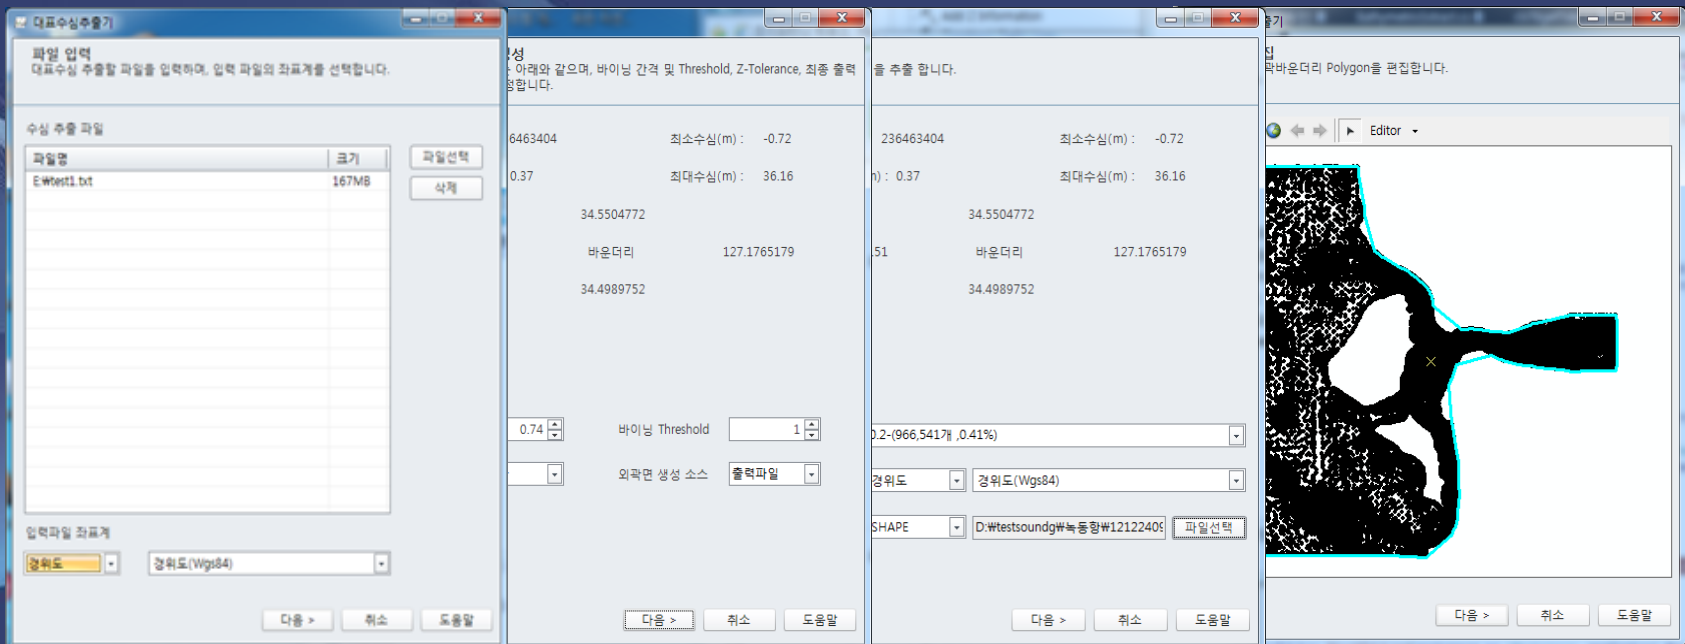 대표수심추출기
파일 입력
대표수심 추출할 파일을 입력하며, 입력 파일의 좌표계를 선택합니다.
수심 추출 파일
파일명 크기
E:₩test1.txt 167MB
파일선택
삭제
입력파일 좌표계
경위도 경위도(Wgs84)
다음 > 취소 도움말
성
아래와 같으며, 바이닝 간격 및 Threshold, Z-Tolerance, 최종 출력
정합니다.
6463404 최소수심(m) : -0.72
0.37 최대수심(m) : 36.16
34.5504772
바운더리 127.1765179
34.4989752
0.74 바이닝 Threshold 1
외곽면 생성 소스 출력파일
다음 > 취소 도움말
을 추출 합니다.
236463404 최소수심(m) : -0.72
m) : 0.37 최대수심(m) : 36.16
34.5504772
.51 바운더리 127.1765179
34.4989752
0.2-(966,541개 ,0.41%)
경위도 경위도(Wgs84)
SHAPE D:₩testsoundg₩녹동항₩12122409 파일선택
다음 > 취소 도움말
출기
집
곽바운더리 Polygon을 편집합니다.
Editor
다음 > 취소 도움말